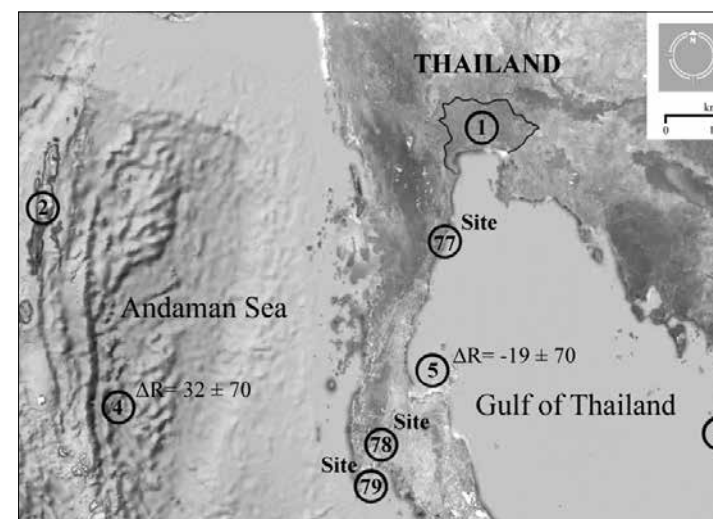 THAILAND
N
km
0
1
2
Site
77
Andaman Sea
ΔR= -19 ± 70
5
ΔR= 32 ± 70
4
Gulf of Thailand
Site
78
Site
79